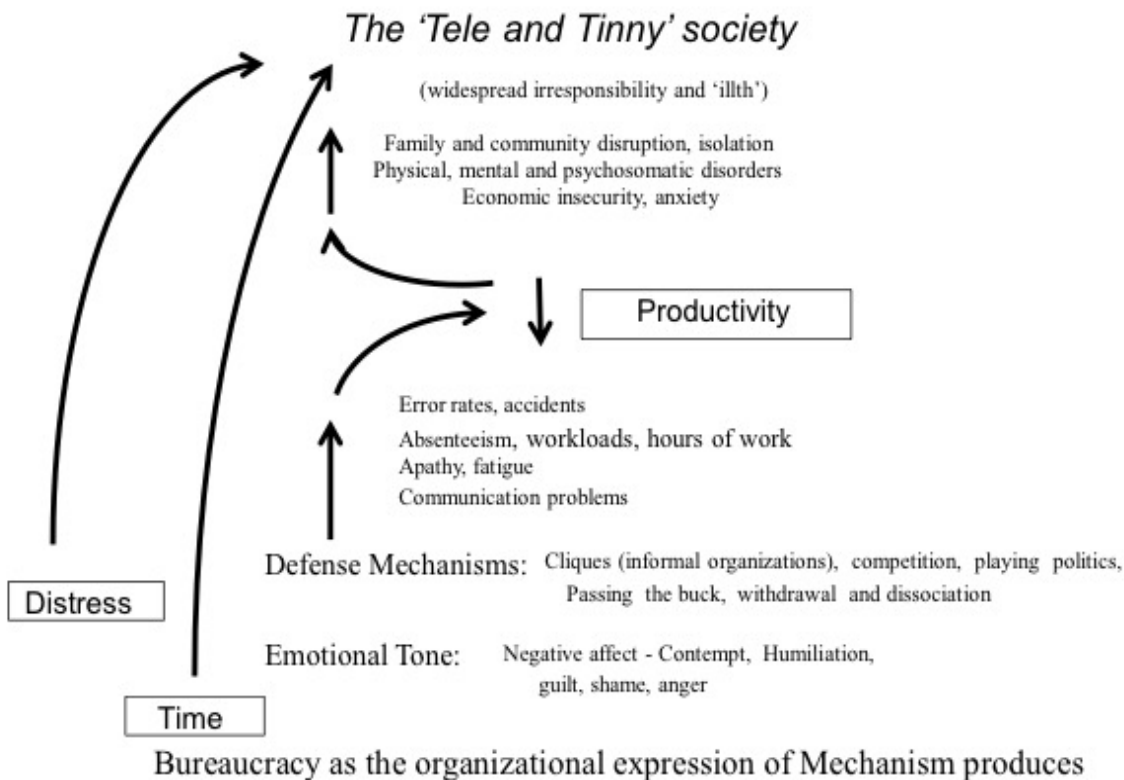 The 'Tele and Tinny' society
(widespread irresponsibility and 'illth')
Family and community disruption, isolation
Physical, mental and psychosomatic disorders
Economic insecurity, anxiety
Productivity
Error rates, accidents
Absenteeism, workloads, hours of work
Apathy, fatigue
Communication problems
Defense Mechanisms: Cliques (informal organizations), competition, playing politics,
Passing the buck, withdrawal and dissociation
Distress
Emotional Tone: Negative affect - Contempt, Humiliation,
guilt, shame, anger
Time
Bureaucracy as the organizational expression of Mechanism produces